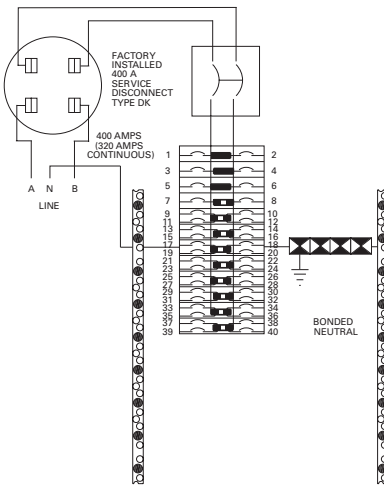 FACTORY
INSTALLED
400 A
SERVICE
DISCONNECT
TYPE DK
400 AMPS
(320 AMPS
CONTINUOUS)
A N B
LINE
1 2
3 4
5 6
7 8
9 10
11 12
13 14
15 16
17 18
19 20
21 22
23 24
25 26
27 28
29 30
31 32
33 34
35 36
37 38
39 40
BONDED
NEUTRAL